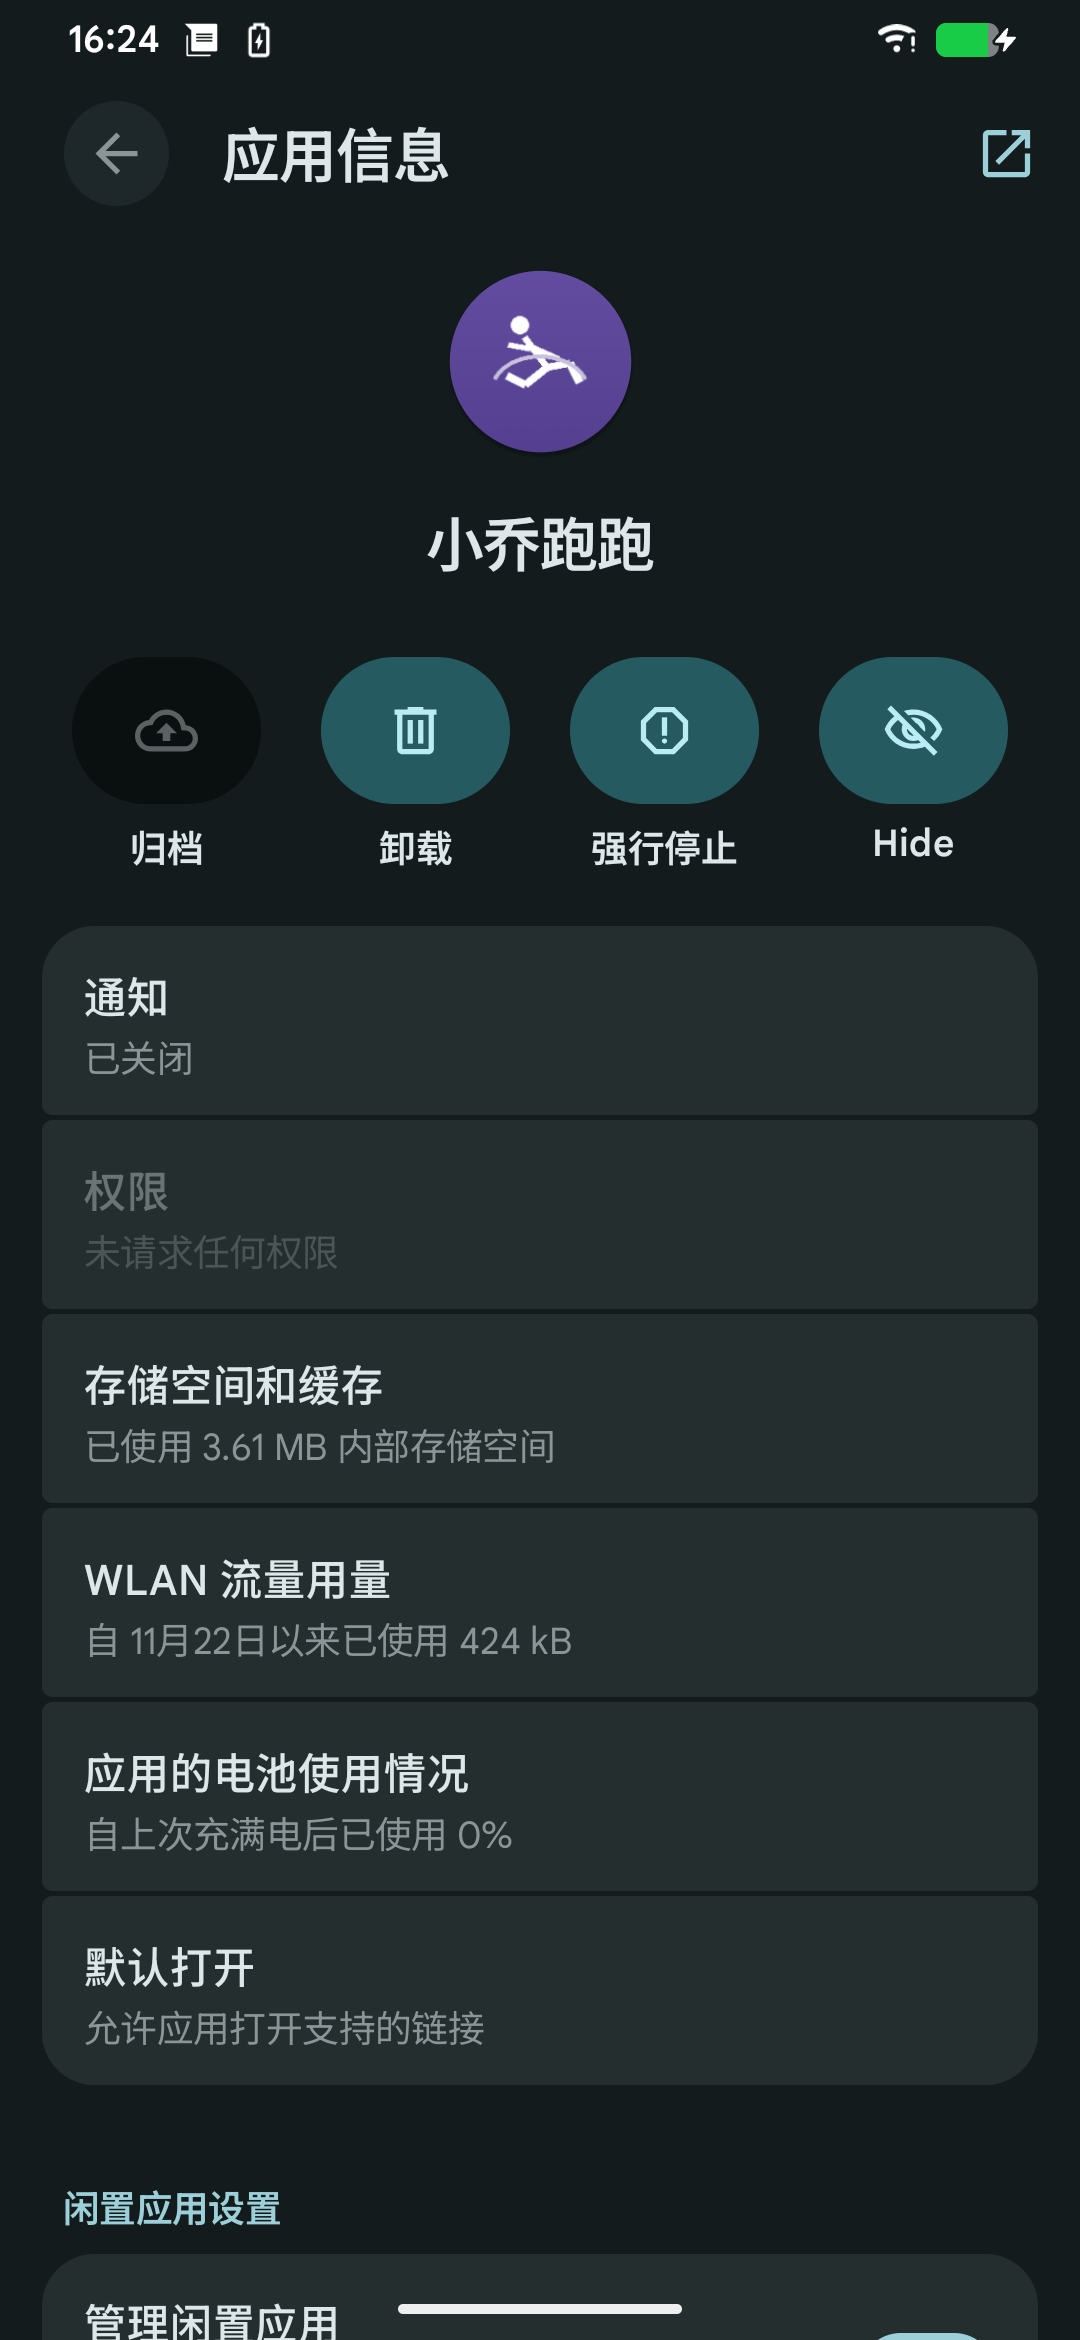 16:24
应用信息
小乔跑跑
归档
卸载
强行停止
Hide
通知
已关闭
权限
未请求任何权限
存储空间和缓存
已使用 3.61 MB 内部存储空间
WLAN 流量用量
自 11月22日以来已使用 424 kB
应用的电池使用情况
自上次充满电后已使用 0%
默认打开
允许应用打开支持的链接
闲置应用设置
管理闲置应用